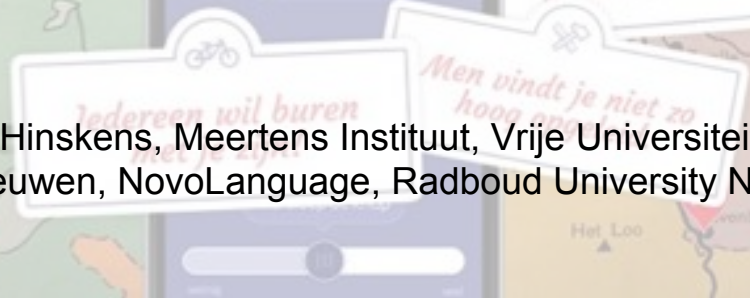 Men vindt je niet zo
hoog
Iedereen wil buren
met je zijn!
Hinskens, Meertens Instituut, Vrije Universitei
euwen, NovoLanguage, Radboud University N
Het Loo